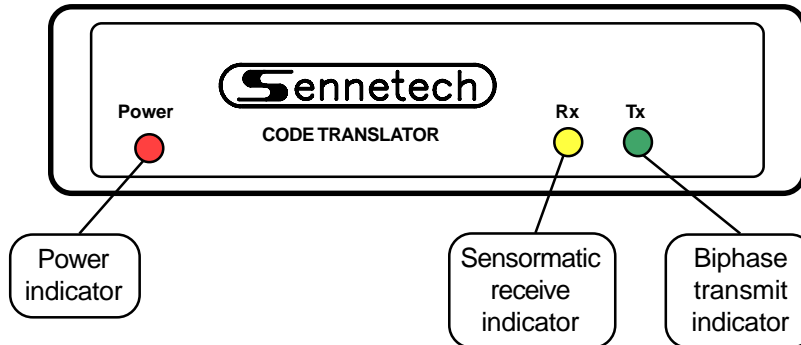 Sennetech
Power
CODE TRANSLATOR
Rx
Tx
Power
indicator
Sensormatic
receive
indicator
Biphase
transmit
indicator